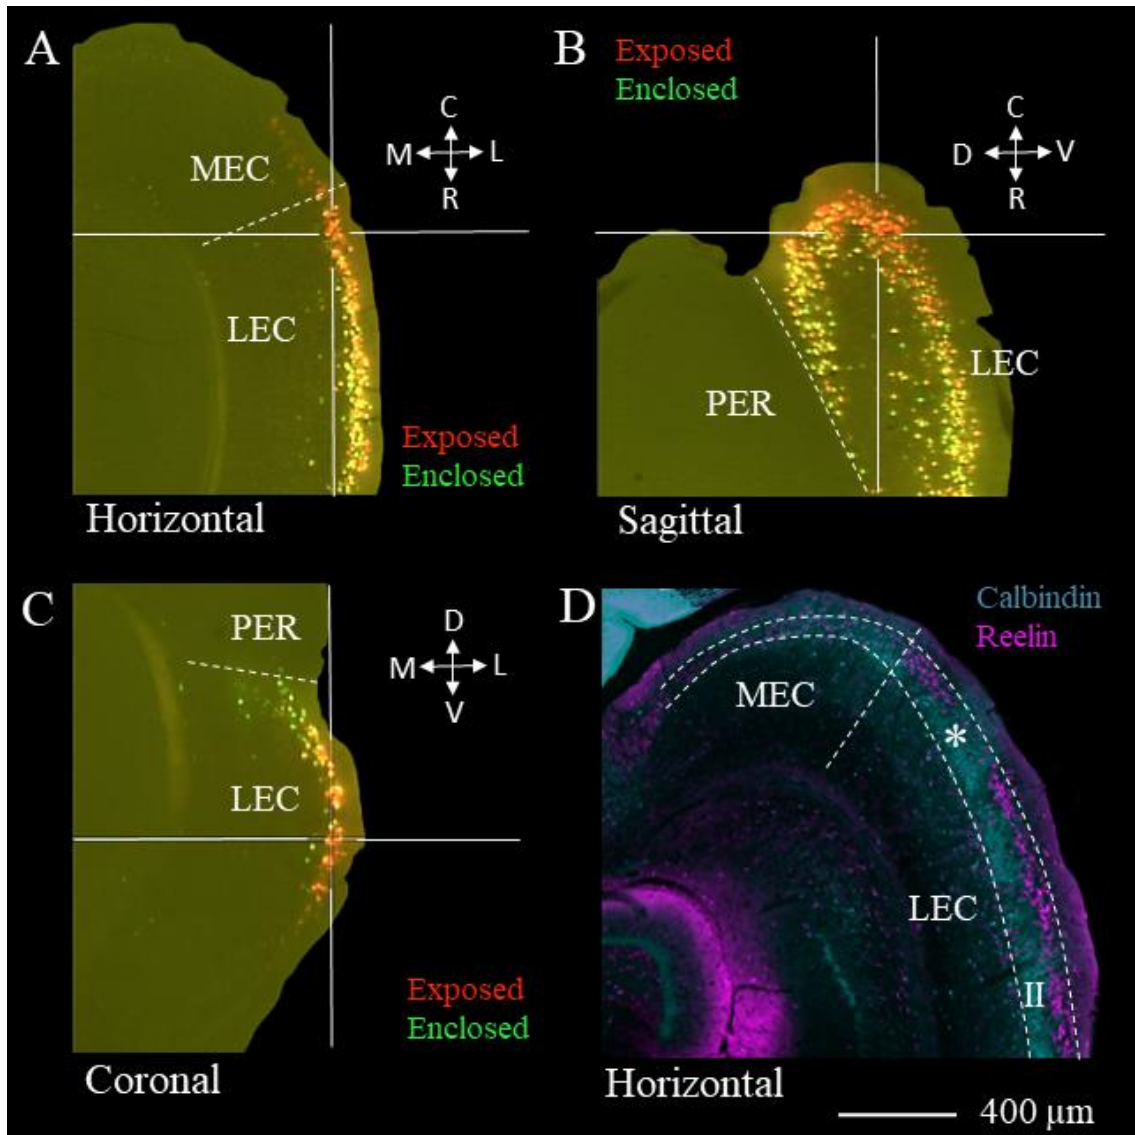 A
B
Exposed
Enclosed
C
M
L
R
C
D
V
R
MEC
LEC
Exposed
Enclosed
Horizontal
PER
LEC
Sagittal
C
PER
LEC
D
M
L
V
Exposed
Enclosed
Coronal
D
Calbindin
Reelin
MEC
*
LEC
II
Horizontal
400 µm